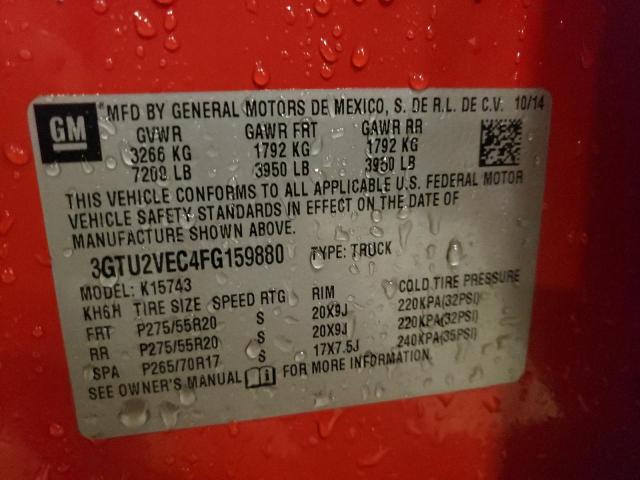 GM
MFD BY GENERAL MOTORS DE MEXICO, S. DE R.L. DE C.V. 10/14
GVWR GAWR FRT GAWR RR
3266 KG 1792 KG 1792 KG
7200 LB 3950 LB 3950 LB
THIS VEHICLE CONFORMS TO ALL APPLICABLE U.S. FEDERAL MOTOR
VEHICLE SAFETY STANDARDS IN EFFECT ON THE DATE OF
MANUFACTURE SHOWN ABOVE.
3GTU2VEC4FG159880 TYPE: TRUCK
MODEL: K15743
KHGH TIRE SIZE SPEED RTG RIM COLD TIRE PRESSURE
FRT P275/55R20 S 20X9J 220KPA(32PSI)
RR P275/55R20 S 20X9J 220KPA(32PSI)
SPA P265/70R17 S 17X7.5J 240KPA(35PSI)
SEE OWNER'S MANUAL FOR MORE INFORMATION.